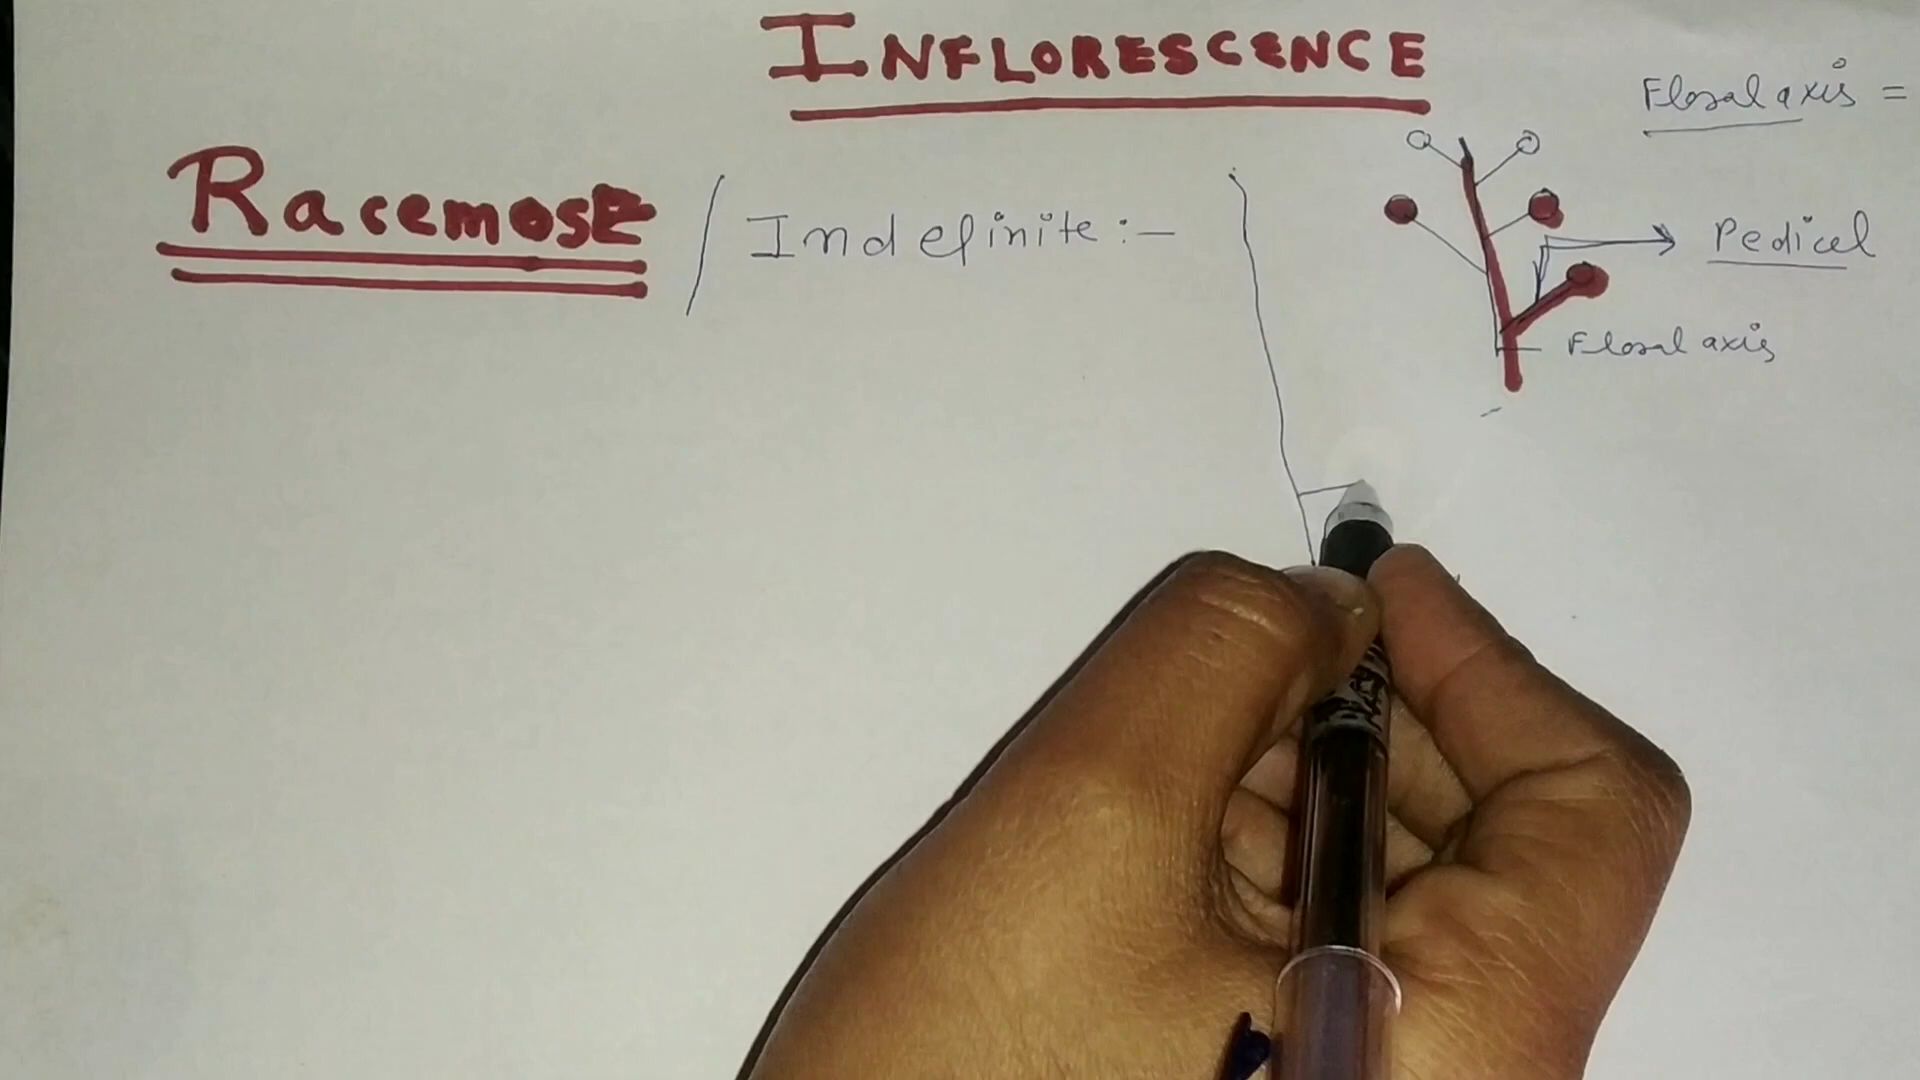 INFLORESCENCE
Floral axis =
Racemose / Indefinite :-
Pedicel
Floral axis